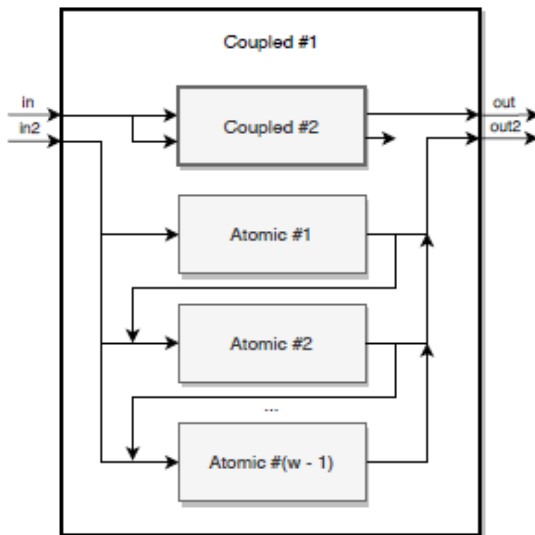 Coupled #1
in
out
in2
Coupled #2
out2
Atomic #1
Atomic #2
...
Atomic #(w - 1)